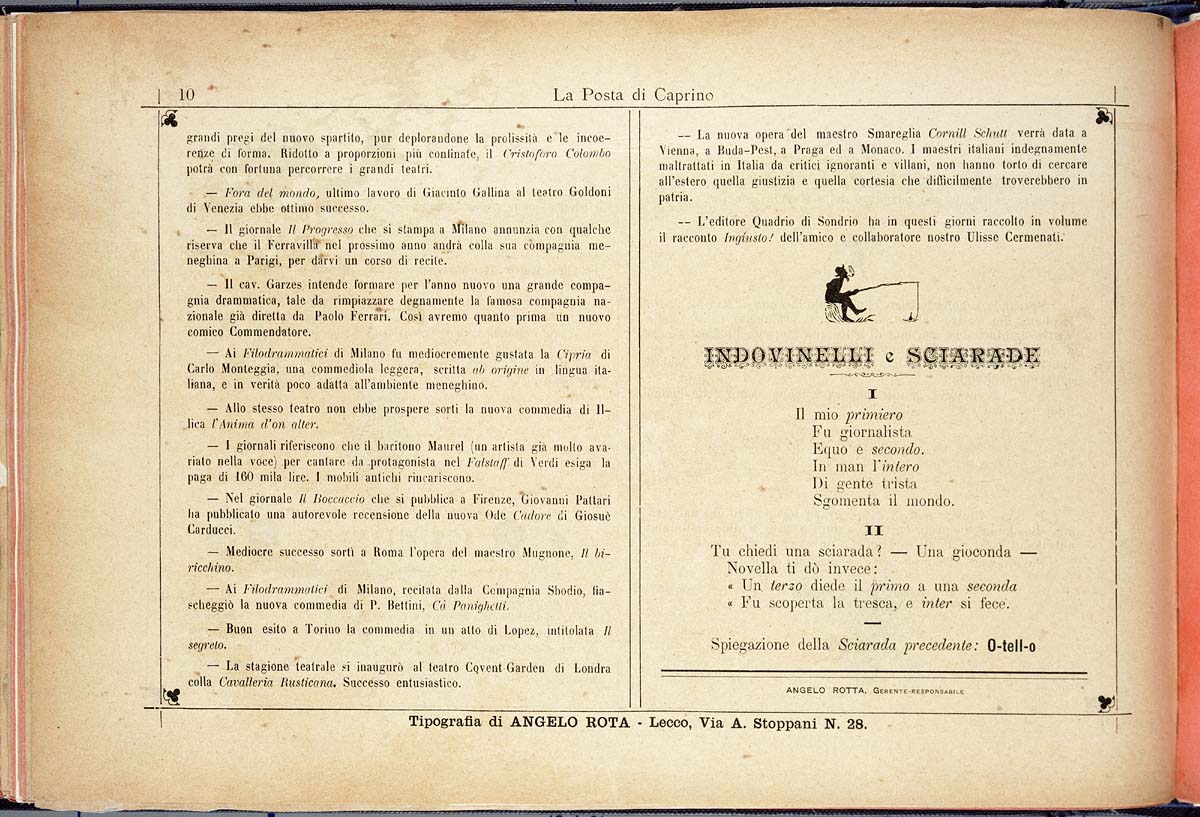 10
La Posta di Caprino
grandi pregi del nuovo spartito, pur deplorandone la prolissità e le incoe-
renze di forma. Ridotto a proporzioni più confinate, il Cristoforo Colombo
potrà con fortuna percorrere i grandi teatri.
— Fora del mondo, ultimo lavoro di Giacinto Gallina al teatro Goldoni
di Venezia ebbe ottimo successo.
— Il giornale Il Progresso che si stampa a Milano annunzia con qualche
riserva che il Ferravilla nel prossimo anno andrà colla sua compagnia me-
neghina a Parigi, per darvi un corso di recite.
— Il cav. Garzes intende formare per l'anno nuovo una grande compa-
gnia drammatica, tale da rimpiazzare degnamente la famosa compagnia na-
zionale già diretta da Paolo Ferrari. Così avremo quanto prima un nuovo
comico Commendatore.
— Ai Filodrammatici di Milano fu mediocremente gustata la Cipria di
Carlo Monteggia, una commediola leggera, scritta ab origine in lingua ita-
liana, e in verità poco adatta all'ambiente meneghino.
— Allo stesso teatro non ebbe prospere sorti la nuova commedia di Il-
lica l'Anima d'on alter.
— I giornali riferiscono che il baritono Maurel (un artista già molto ava-
riato nella voce) per cantare da protagonista nel Falstaff di Verdi esiga la
paga di 160 mila lire. I mobili antichi rincariscono.
— Nel giornale Il Boccaccio che si pubblica a Firenze, Giovanni Pattari
ha pubblicato una autorevole recensione della nuova Ode Cadore di Giosuè
Carducci.
— Mediocre successo sortì a Roma l'opera del maestro Mugnone, Il bi-
ricchino.
— Ai Filodrammatici di Milano, recitata dalla Compagnia Sbodio, fia-
scheggiò la nuova commedia di P. Bettini, Cà Panighetti.
— Buon esito a Torino la commedia in un atto di Lopez, intitolata Il
segreto.
— La stagione teatrale si inaugurò al teatro Covent Garden di Londra
colla Cavalleria Rusticana. Successo entusiastico.
— La nuova opera del maestro Smareglia Cornill Schutt verrà data a
Vienna, a Buda-Pest, a Praga ed a Monaco. I maestri italiani indegnamente
maltrattati in Italia da critici ignoranti e villani, non hanno torto di cercare
all'estero quella giustizia e quella cortesia che difficilmente troverebbero in
patria.
— L'editore Quadrio di Sondrio ha in questi giorni raccolto in volume
il racconto Ingiusto! dell'amico e collaboratore nostro Ulisse Cermenati.
INDOVINELLI e SCIARADE
I
Il mio primiero
Fu giornalista
Equo e secondo.
In man l'intero
Di gente trista
Sgomenta il mondo.
II
Tu chiedi una sciarada? — Una gioconda —
Novella ti dò invece:
« Un terzo diede il primo a una seconda
« Fu scoperta la tresca, e inter si fece.
Spiegazione della Sciarada precedente: O-tell-o
ANGELO ROTTA, GERENTE-RESPONSABILE
Tipografia di ANGELO ROTA - Lecco, Via A. Stoppani N. 28.